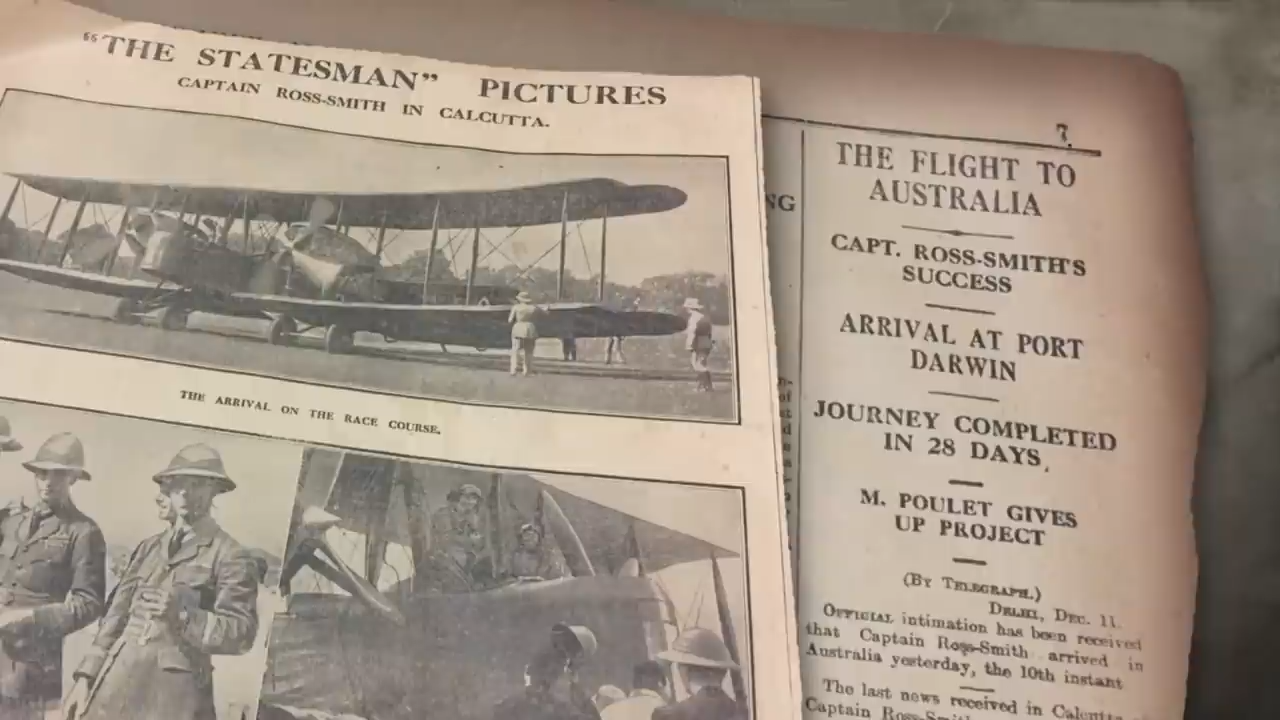 “THE STATESMAN” PICTURES
CAPTAIN ROSS-SMITH IN CALCUTTA.
THE ARRIVAL ON THE RACE COURSE.
7.
NG
THE FLIGHT TO
AUSTRALIA
CAPT. ROSS-SMITH'S
SUCCESS
ARRIVAL AT PORT
DARWIN
JOURNEY COMPLETED
IN 28 DAYS.
M. POULET GIVES
UP PROJECT
(By Telegraph.)
Delhi, Dec. 11.
Official intimation has been received
that Captain Ross-Smith arrived in
Australia yesterday, the 10th instant
The last news received in Calcutta
Captain Ross-Smith